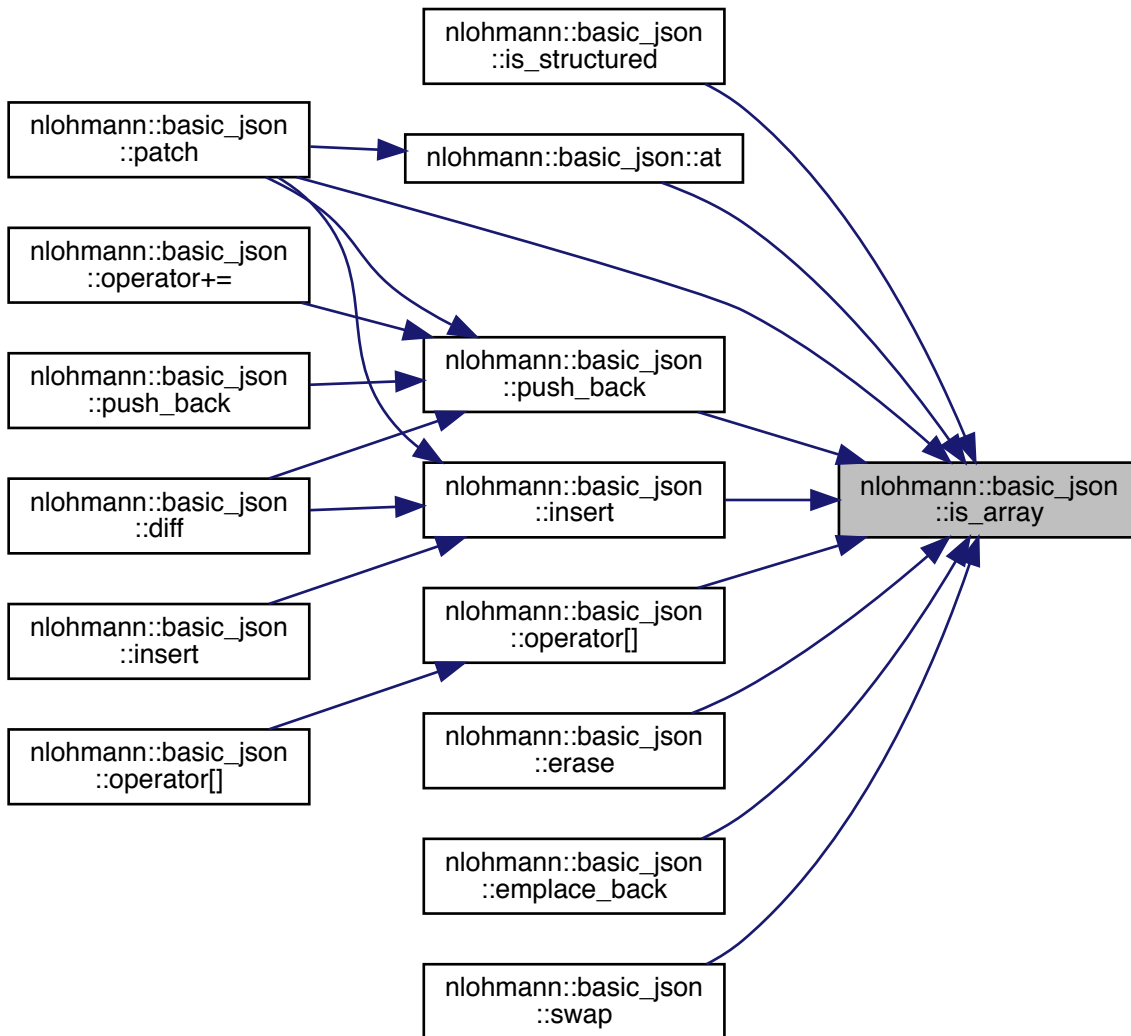 nlohmann::basic_json
::is_structured
nlohmann::basic_json
::patch
nlohmann::basic_json::at
nlohmann::basic_json
::operator+=
nlohmann::basic_json
::push_back
nlohmann::basic_json
::push_back
nlohmann::basic_json
::diff
nlohmann::basic_json
::insert
nlohmann::basic_json
::is_array
nlohmann::basic_json
::insert
nlohmann::basic_json
::operator[]
nlohmann::basic_json
::operator[]
nlohmann::basic_json
::erase
nlohmann::basic_json
::emplace_back
nlohmann::basic_json
::swap